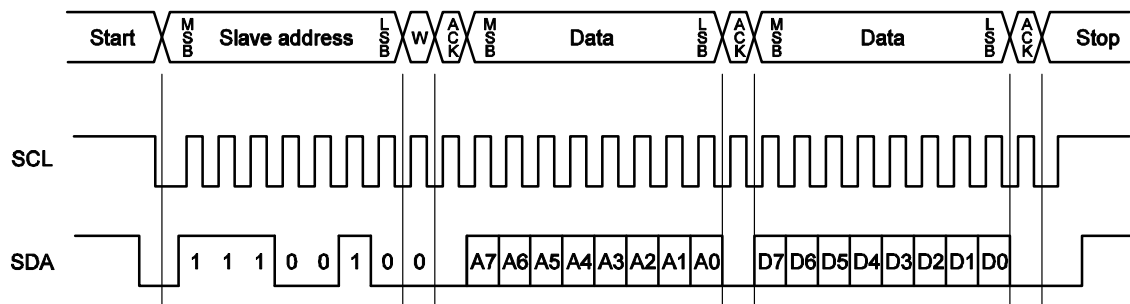 Start MSB Slave address LSB W ACK MSB Data LSB ACK MSB Data LSB ACK Stop
SCL
SDA 1 1 1 0 0 1 0 0 A7 A6 A5 A4 A3 A2 A1 A0 D7 D6 D5 D4 D3 D2 D1 D0